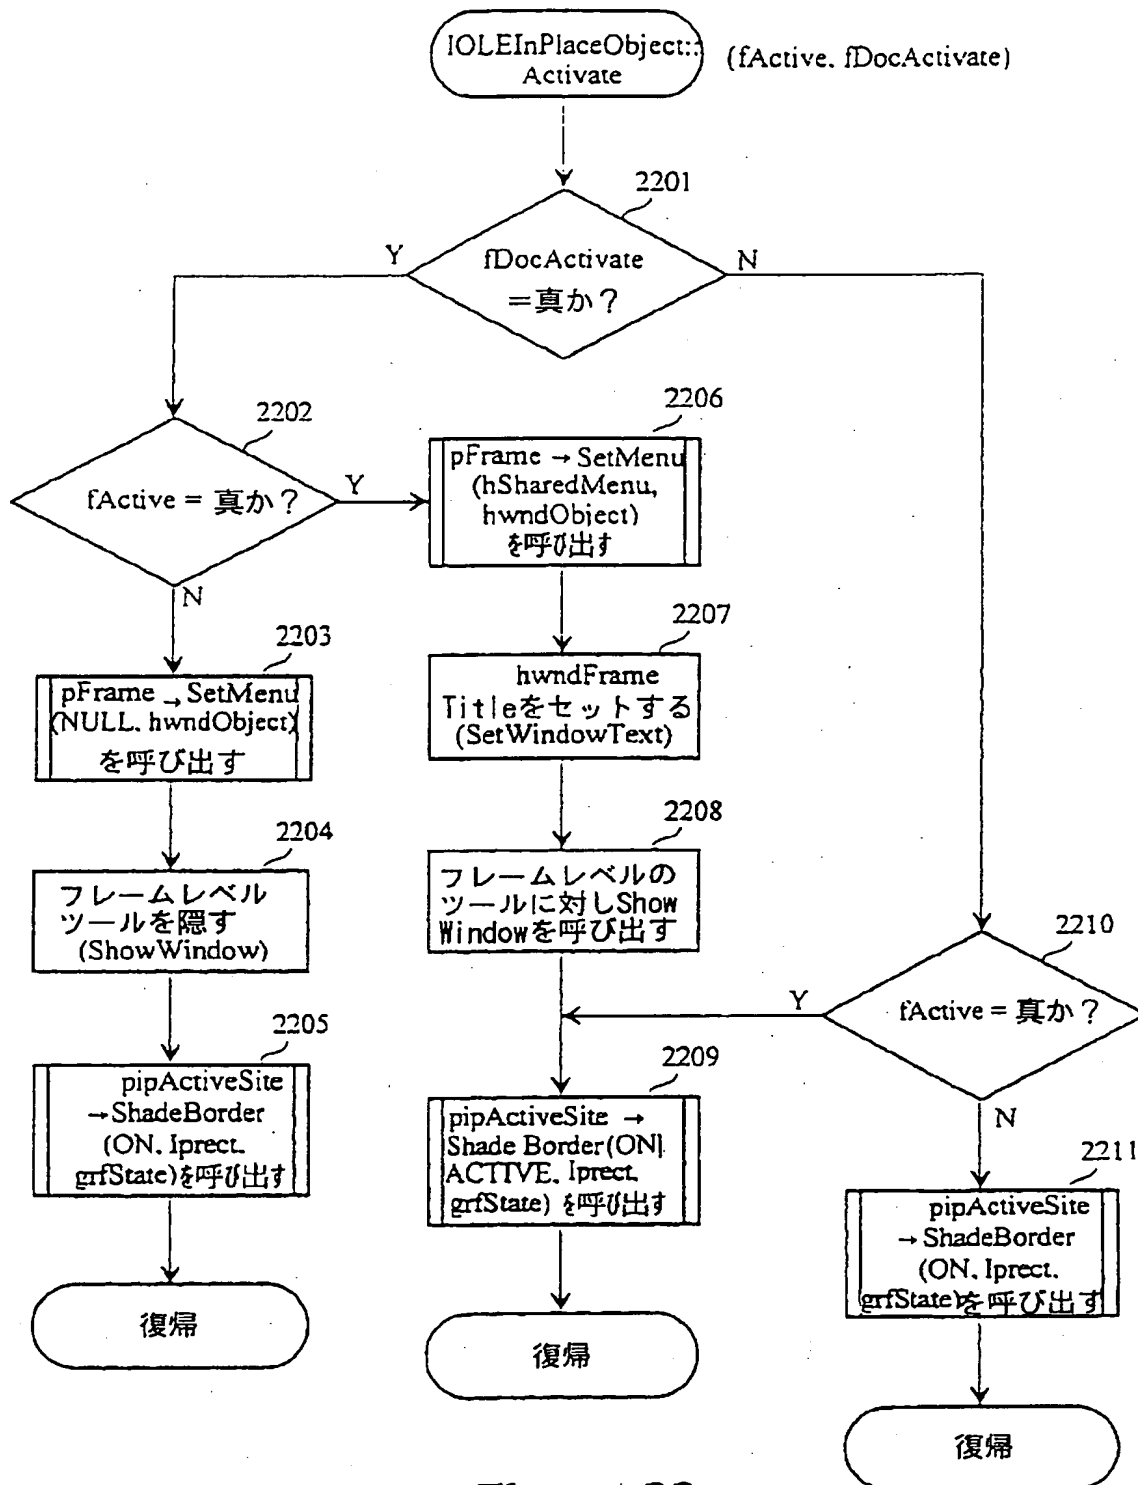 IOLEInPlaceObject::
Activate
(fActive. fDocActivate)
2201
fDocActivate
=真か?
Y
N
2202
fActive = 真か?
Y
N
2206
pFrame → SetMenu
(hSharedMenu,
hwndObject)
を呼び出す
2203
pFrame → SetMenu
(NULL. hwndObject)
を呼び出す
2207
hwndFrame
Titleをセットする
(SetWindowText)
2204
フレームレベル
ツールを隠す
(ShowWindow)
2208
フレームレベルの
ツールに対しShow
Windowを呼び出す
2210
fActive = 真か?
Y
N
2205
pipActiveSite
→ShadeBorder
(ON. Iprect.
grfState)を呼び出す
2209
pipActiveSite →
Shade Border(ON|
ACTIVE. Iprect.
grfState) を呼び出す
2211
pipActiveSite
→ ShadeBorder
(ON. Iprect.
grfState)を呼び出す
復帰
復帰
復帰